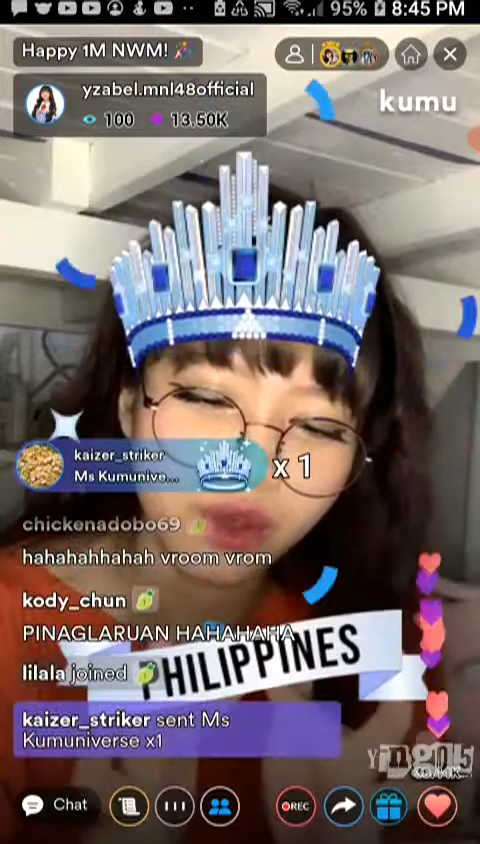 95% 8:45 PM
Happy 1M NWM!
yzabel.mnl48official
100 13.50K
kumu
kaizer_striker
Ms Kumunive...
x 1
chickenadobo69
hahahahhahah vroom vrom
kody_chun
PINAGLARUAN HAHAHAHA
PHILIPPINES
lilala joined
kaizer_striker sent Ms
Kumuniverse x1
Chat
REC